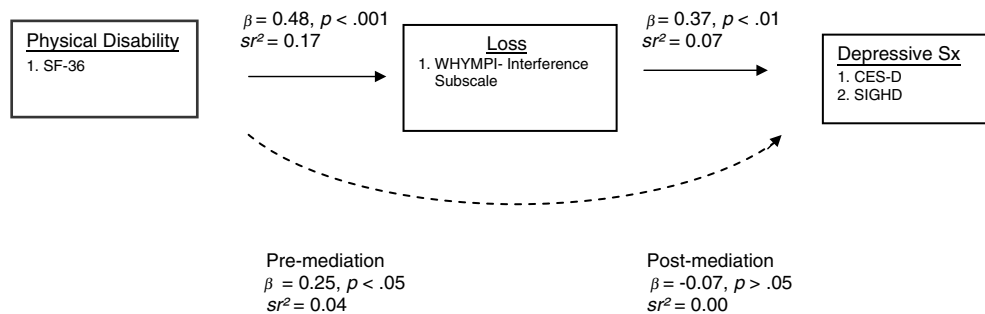 Physical Disability
1. SF-36
β = 0.48, p < .001
sr² = 0.17
Loss
1. WHYMPI- Interference
Subscale
β = 0.37, p < .01
sr² = 0.07
Depressive Sx
1. CES-D
2. SIGHD
Pre-mediation
β = 0.25, p < .05
sr² = 0.04
Post-mediation
β = -0.07, p > .05
sr² = 0.00